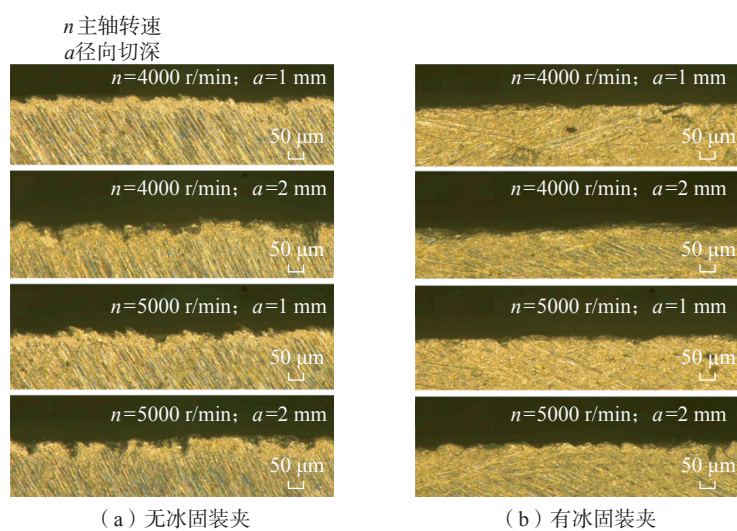 n 主轴转速
a径向切深
n=4000 r/min； a=1 mm
50 μm
n=4000 r/min； a=2 mm
50 μm
n=5000 r/min； a=1 mm
50 μm
n=5000 r/min； a=2 mm
50 μm
（a）无冰固装夹
n=4000 r/min； a=1 mm
50 μm
n=4000 r/min； a=2 mm
50 μm
n=5000 r/min； a=1 mm
50 μm
n=5000 r/min； a=2 mm
50 μm
（b）有冰固装夹